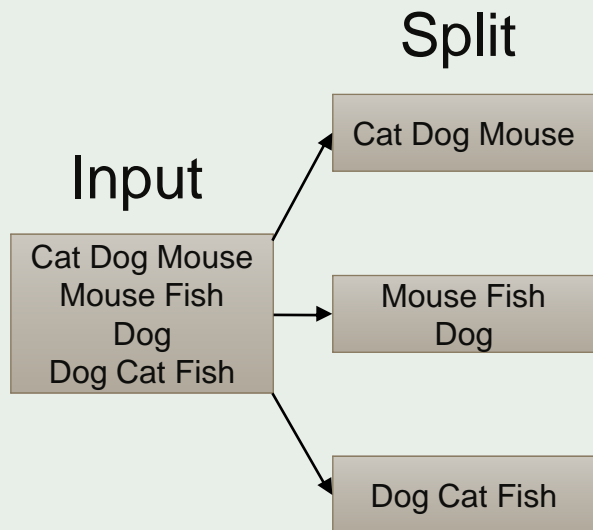 Split
Cat Dog Mouse
Input
Cat Dog Mouse
Mouse Fish
Dog
Dog Cat Fish
Mouse Fish
Dog
Dog Cat Fish